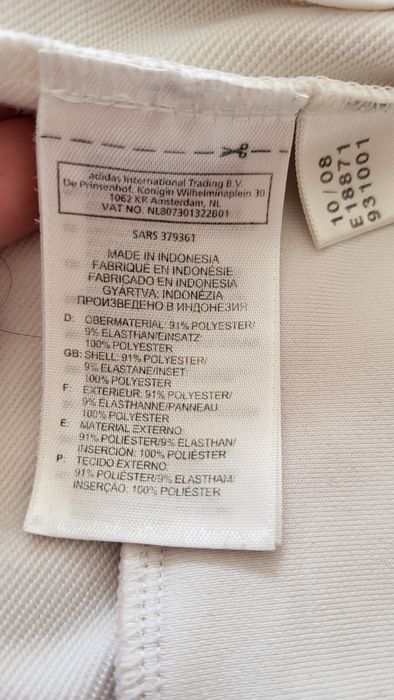 adidas International Trading B.V.
De Prinsenhof, Konigin Wilhelminaplein 30
1062 KR Amsterdam, NL
VAT NO. NL807301322B01
SARS 379361
MADE IN INDONESIA
FABRIQUÉ EN INDONÉSIE
FABRICADO EN INDONESIA
GYÁRTVA: INDONÉZIA
ПРОИЗВЕДЕНО В ИНДОНЕЗИЯ
D: OBERMATERIAL: 91% POLYESTER/
9% ELASTHAN/EINSATZ:
100% POLYESTER
GB: SHELL: 91% POLYESTER/
9% ELASTANE/INSET:
100% POLYESTER
F: EXTERIEUR: 91% POLYESTER/
9% ELASTHANNE/PANNEAU:
100% POLYESTER
E: MATERIAL EXTERNO:
91% POLIÉSTER/9% ELASTHAN/
INSERCIÓN: 100% POLIÉSTER
P: TECIDO EXTERNO:
91% POLIÉSTER/9% ELASTHAM/
INSERÇÃO: 100% POLIÉSTER
10/08
E18871
931001